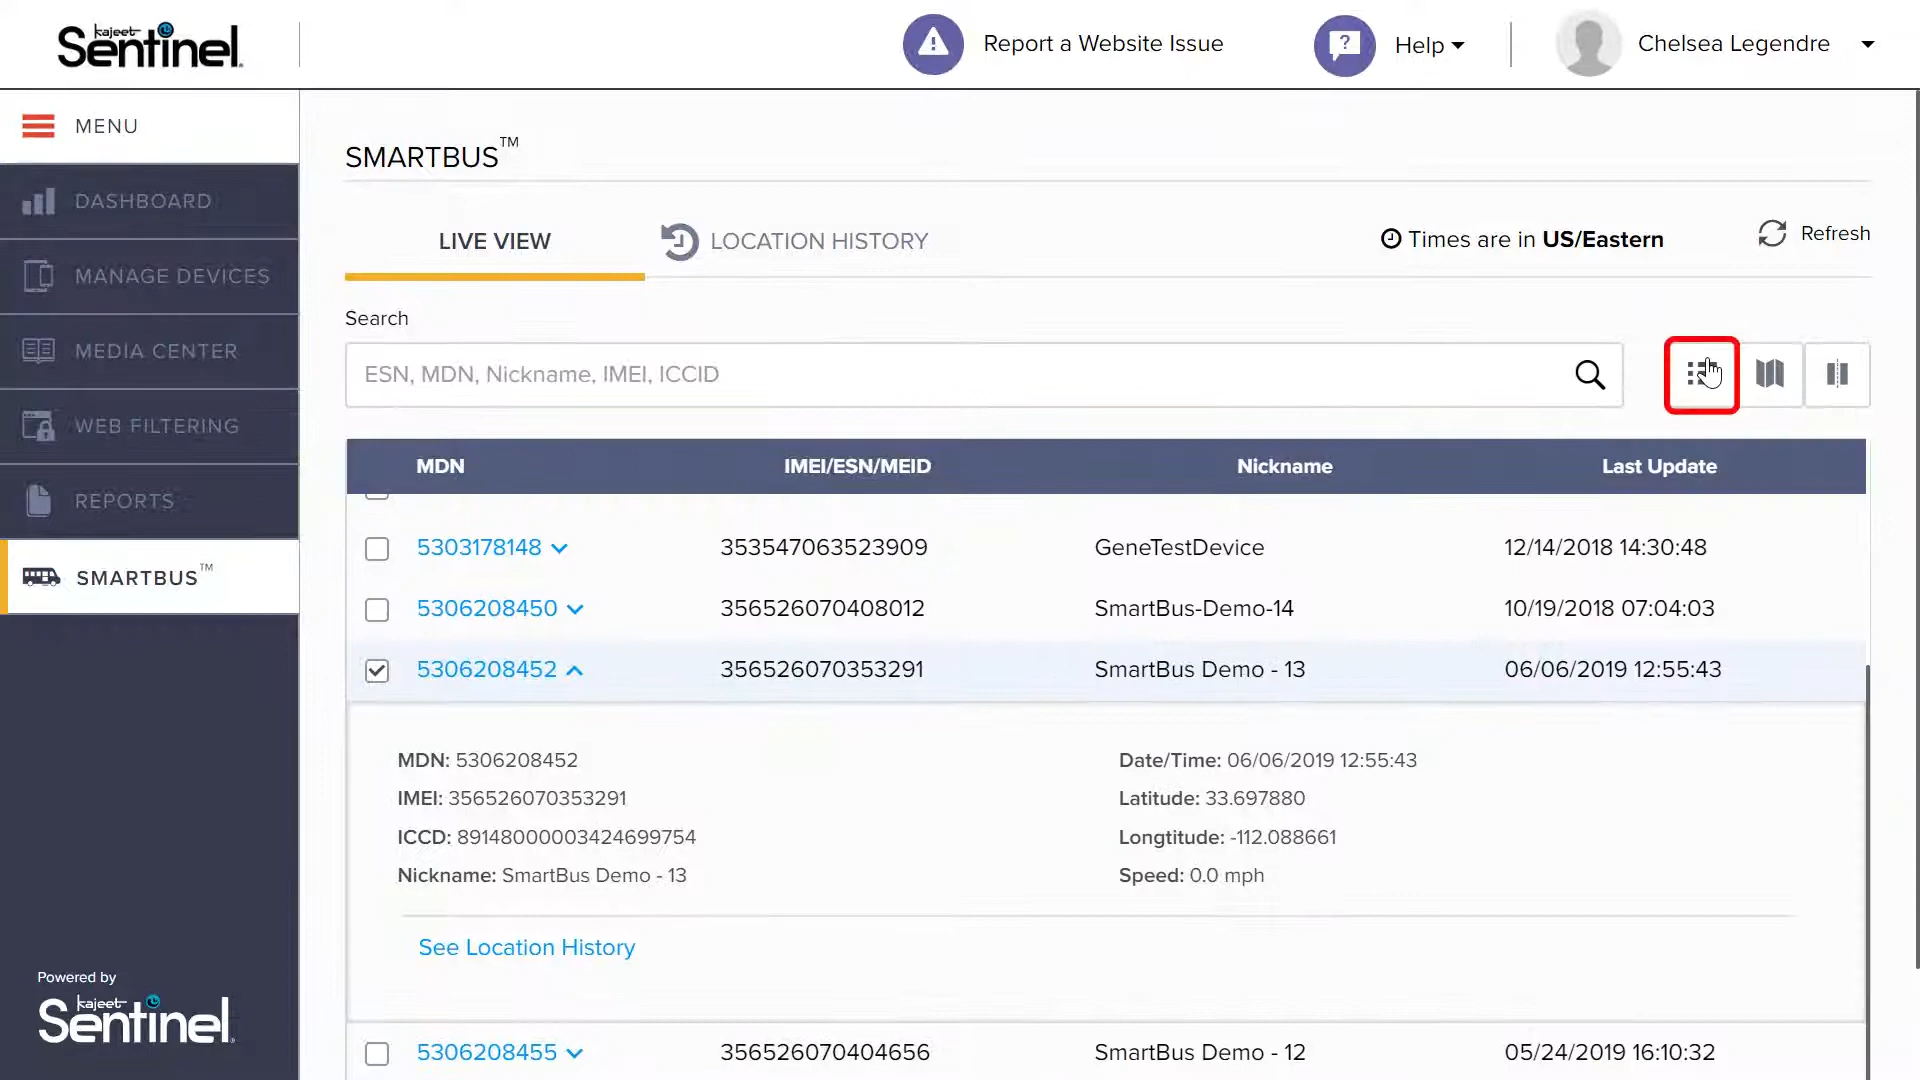 kajeet
Sentinel.
Report a Website Issue
Help
Chelsea Legendre
MENU
DASHBOARD
MANAGE DEVICES
MEDIA CENTER
WEB FILTERING
REPORTS
SMARTBUS™
Powered by
kajeet
Sentinel.
SMARTBUS™
LIVE VIEW
LOCATION HISTORY
Times are in US/Eastern
Refresh
Search
ESN, MDN, Nickname, IMEI, ICCID
MDN IMEI/ESN/MEID Nickname Last Update
5303178148 353547063523909 GeneTestDevice 12/14/2018 14:30:48
5306208450 356526070408012 SmartBus-Demo-14 10/19/2018 07:04:03
5306208452 356526070353291 SmartBus Demo - 13 06/06/2019 12:55:43
MDN: 5306208452
IMEI: 356526070353291
ICCD: 89148000003424699754
Nickname: SmartBus Demo - 13
Date/Time: 06/06/2019 12:55:43
Latitude: 33.697880
Longtitude: -112.088661
Speed: 0.0 mph
See Location History
5306208455 356526070404656 SmartBus Demo - 12 05/24/2019 16:10:32